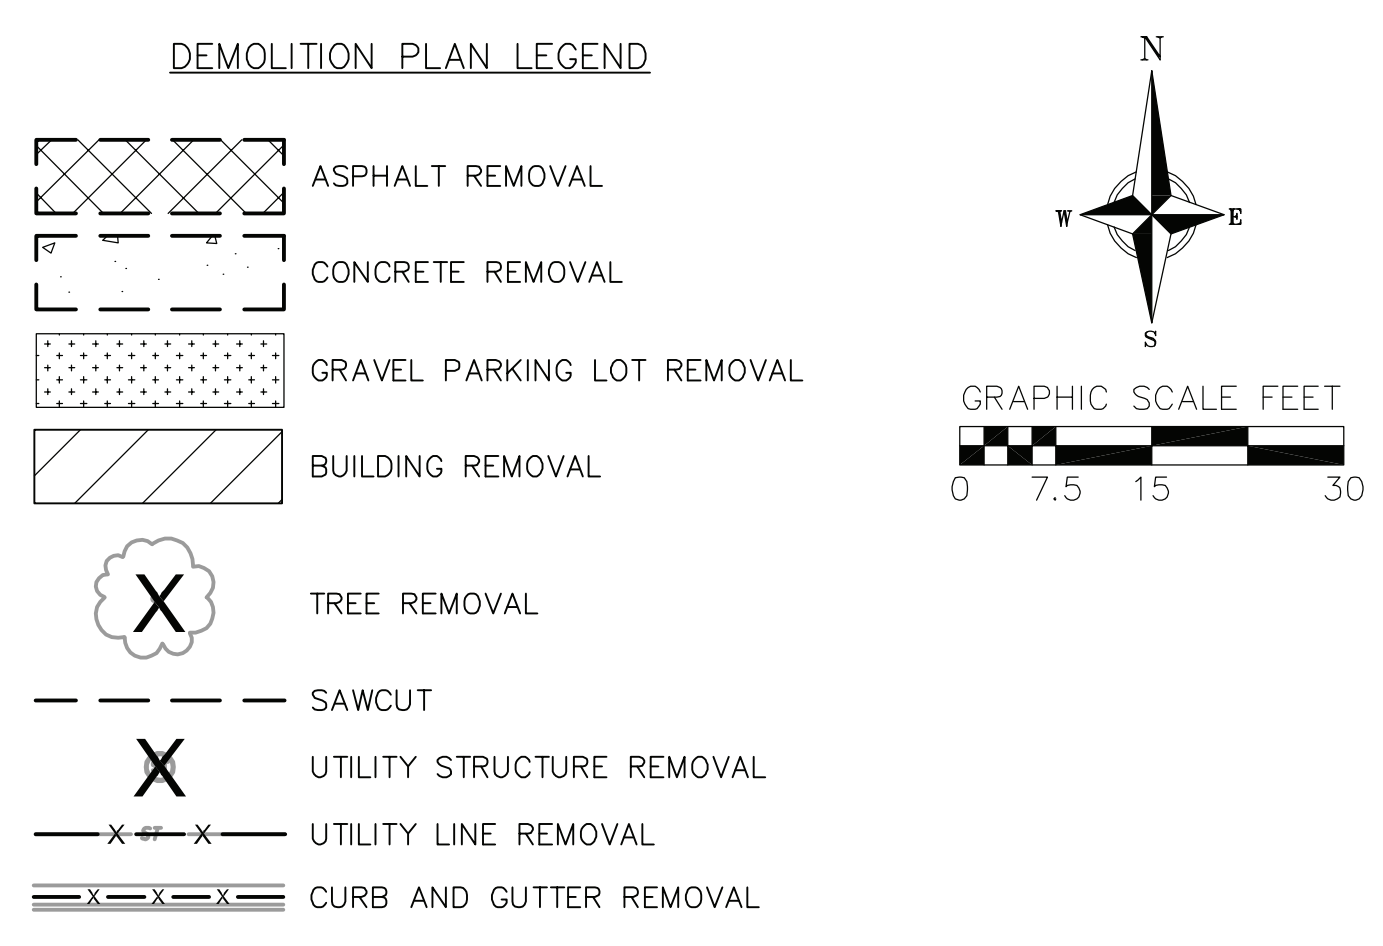 DEMOLITION PLAN LEGEND
ASPHALT REMOVAL
CONCRETE REMOVAL
GRAVEL PARKING LOT REMOVAL
BUILDING REMOVAL
X
TREE REMOVAL
SAWCUT
X
UTILITY STRUCTURE REMOVAL
X ST X
UTILITY LINE REMOVAL
X X X
CURB AND GUTTER REMOVAL
N
W E
S
GRAPHIC SCALE FEET
0 7.5 15 30